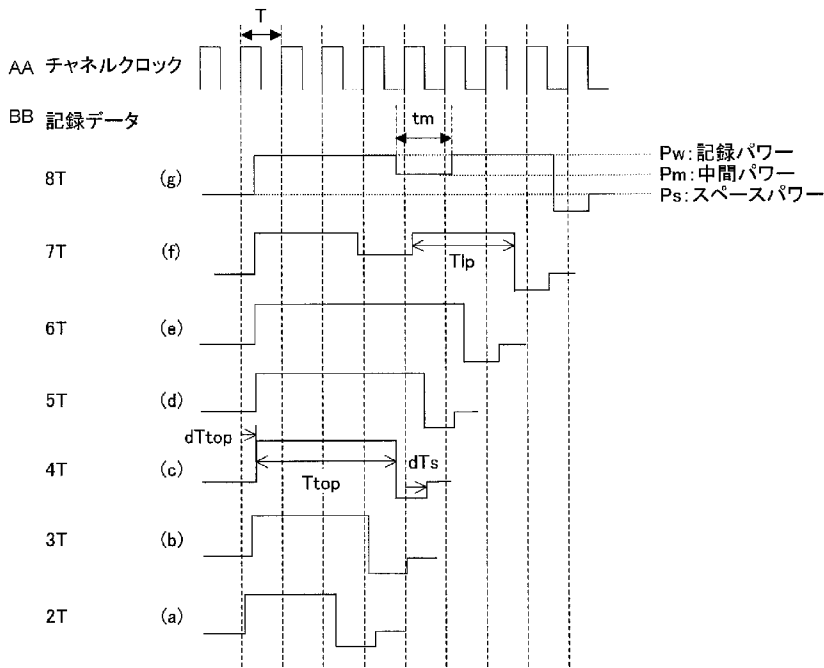 T
AA チャネルクロック
BB 記録データ
tm
Pw:記録パワー
8T (g) Pm:中間パワー
Ps:スペースパワー
7T (f) Tlp
6T (e)
5T (d)
dTtop
4T (c) Ttop dTs
3T (b)
2T (a)